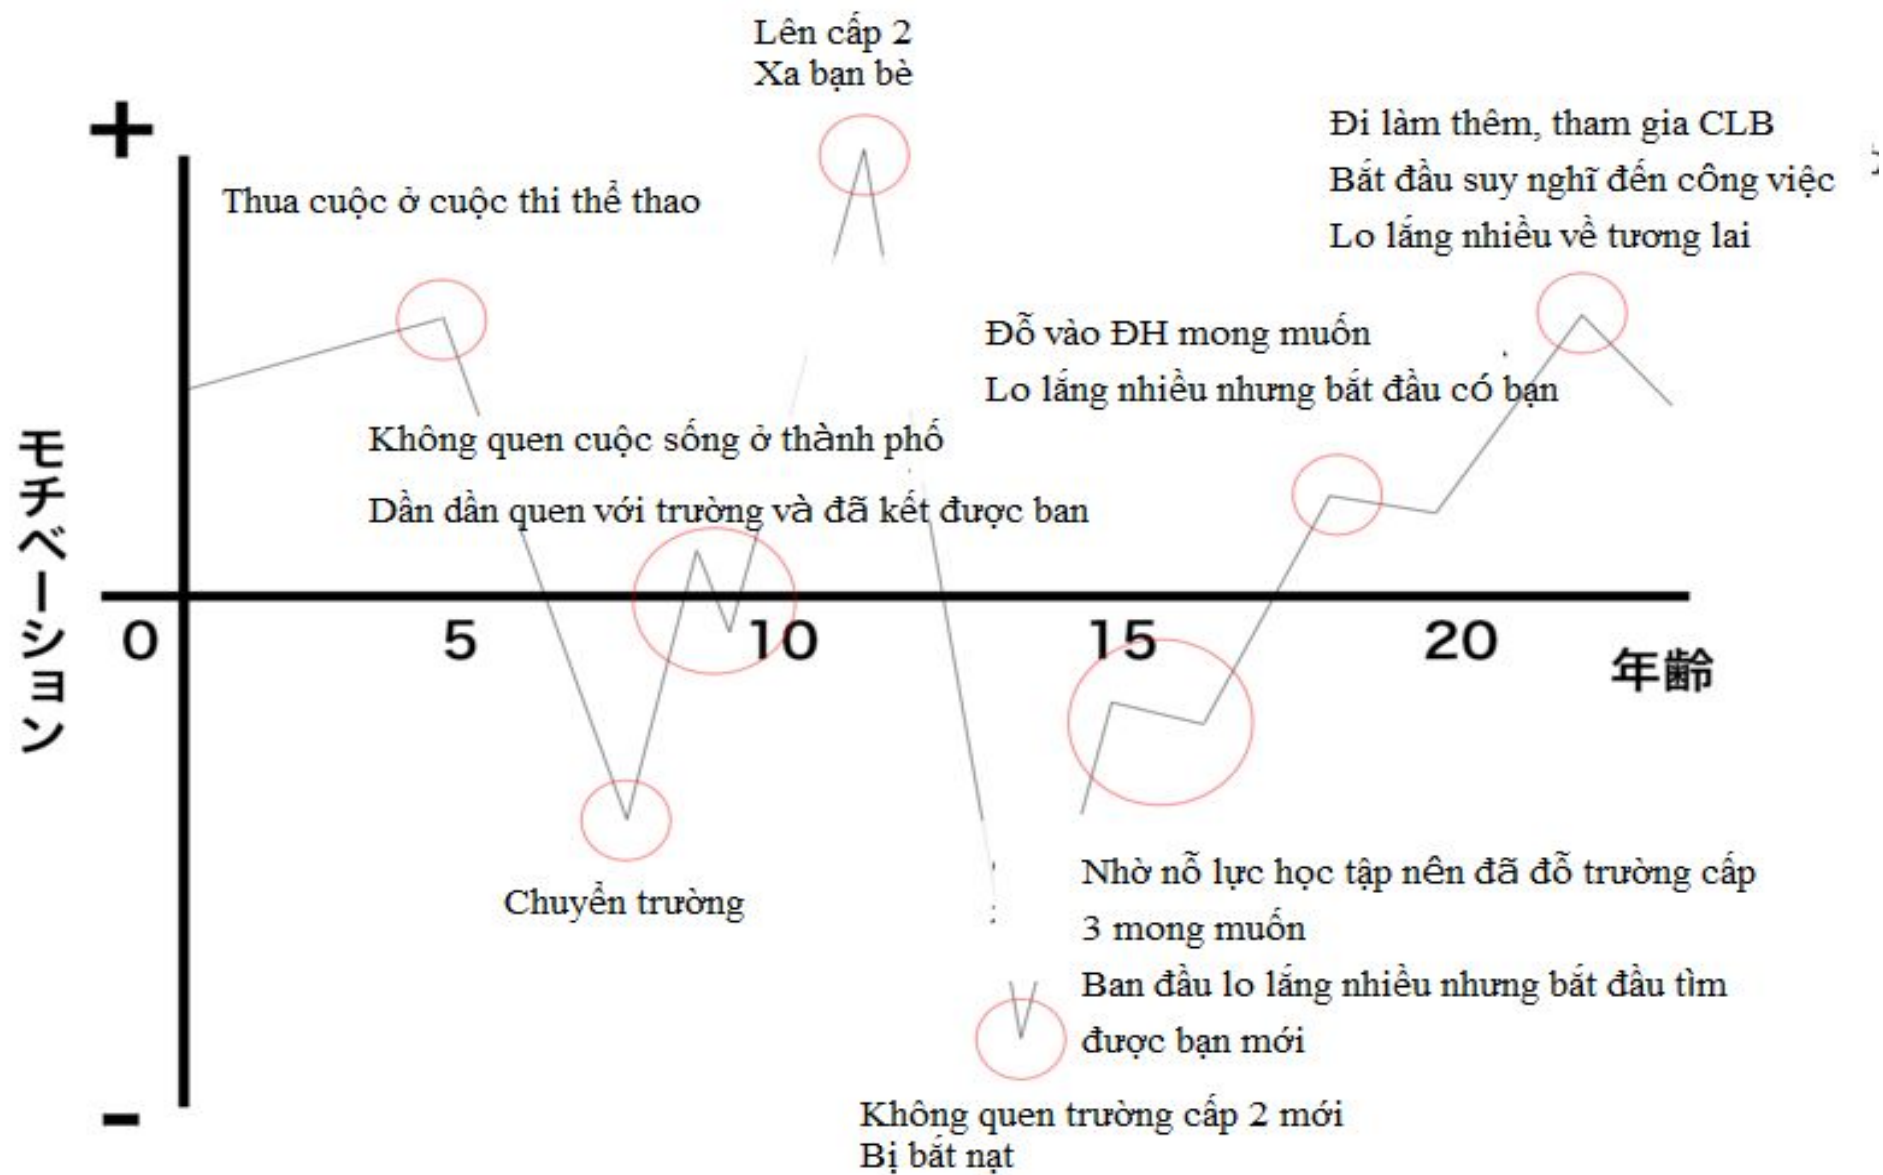 Lên cấp 2
Xa bạn bè
+
Đi làm thêm, tham gia CLB
Bắt đầu suy nghĩ đến công việc
Lo lắng nhiều về tương lai
Thua cuộc ở cuộc thi thể thao
Đỗ vào ĐH mong muốn
Lo lắng nhiều nhưng bắt đầu có bạn
Không quen cuộc sống ở thành phố
Dần dần quen với trường và đã kết được ban
モチベーション
0 5 10 15 20
年齢
Chuyển trường
Nhờ nỗ lực học tập nên đã đỗ trường cấp
3 mong muốn
Ban đầu lo lắng nhiều nhưng bắt đầu tìm
được bạn mới
-
Không quen trường cấp 2 mới
Bị bắt nạt